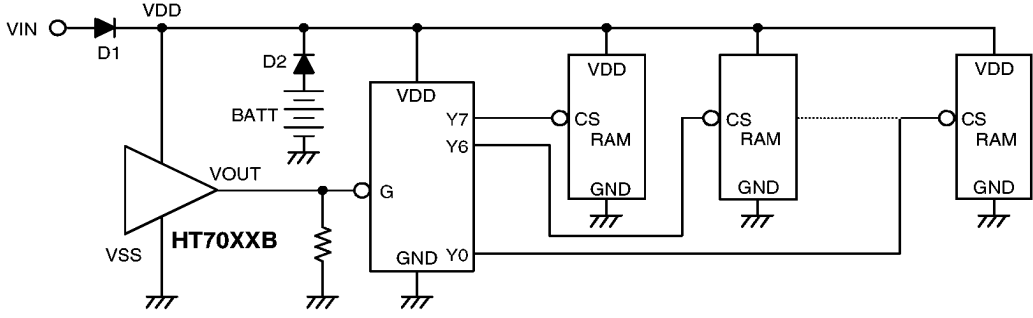 VDD
VIN
D1
D2
VDD
VDD
VDD
VDD
BATT
Y7
CS
CS
CS
RAM
RAM
RAM
Y6
VOUT
G
GND
GND
GND
HT70XXB
VSS
GND
Y0